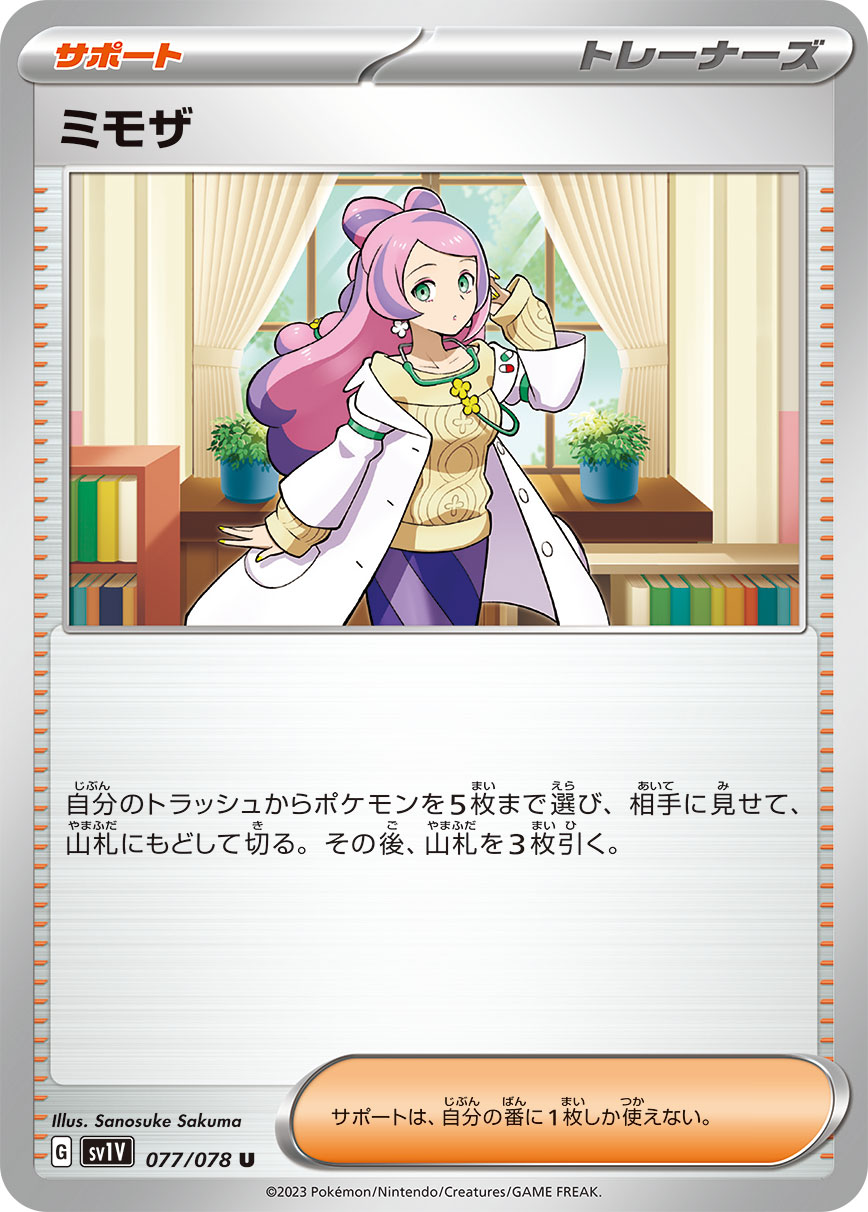 サポート
トレーナーズ
ミモザ
自分のトラッシュからポケモンを5枚まで選び、相手に見せて、
山札にもどして切る。その後、山札を3枚引く。
サポートは、自分の番に1枚しか使えない。
Illus. Sanosuke Sakuma
G sv1V 077/078 U
©2023 Pokémon/Nintendo/Creatures/GAME FREAK.